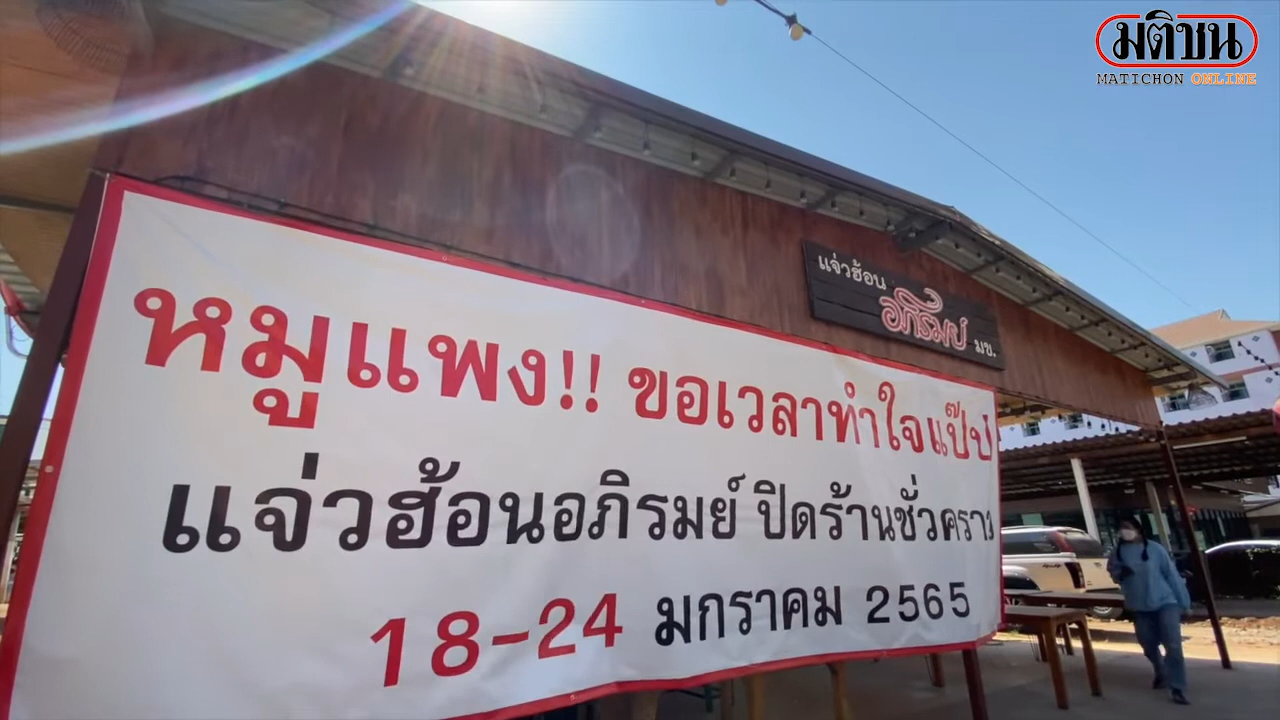 มติชน
MATICHON ONLINE
แจ่วฮ้อน
อภิรมย์ มข.
หมูแพง!! ขอเวลาทำใจแป๊ป
แจ่วฮ้อนอภิรมย์ ปิดร้านชั่วคราว
18-24 มกราคม 2565